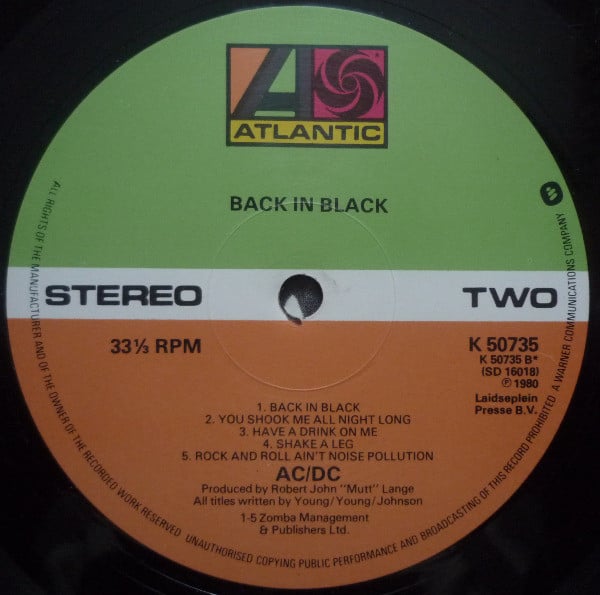 ATLANTIC
BACK IN BLACK
STEREO
TWO
33⅓ RPM
K 50735
K 50735 B*
(SD 16018)
℗ 1980
Laidseplein
Presse B.V.
1. BACK IN BLACK
2. YOU SHOOK ME ALL NIGHT LONG
3. HAVE A DRINK ON ME
4. SHAKE A LEG
5. ROCK AND ROLL AIN'T NOISE POLLUTION
AC/DC
Produced by Robert John "Mutt" Lange
All titles written by Young/Young/Johnson
1-5 Zomba Management
& Publishers Ltd.
ALL RIGHTS OF THE MANUFACTURER AND OF THE OWNER OF THE RECORDED WORK RESERVED. UNAUTHORISED COPYING PUBLIC PERFORMANCE AND BROADCASTING OF THIS RECORD PROHIBITED A WARNER COMMUNICATIONS COMPANY